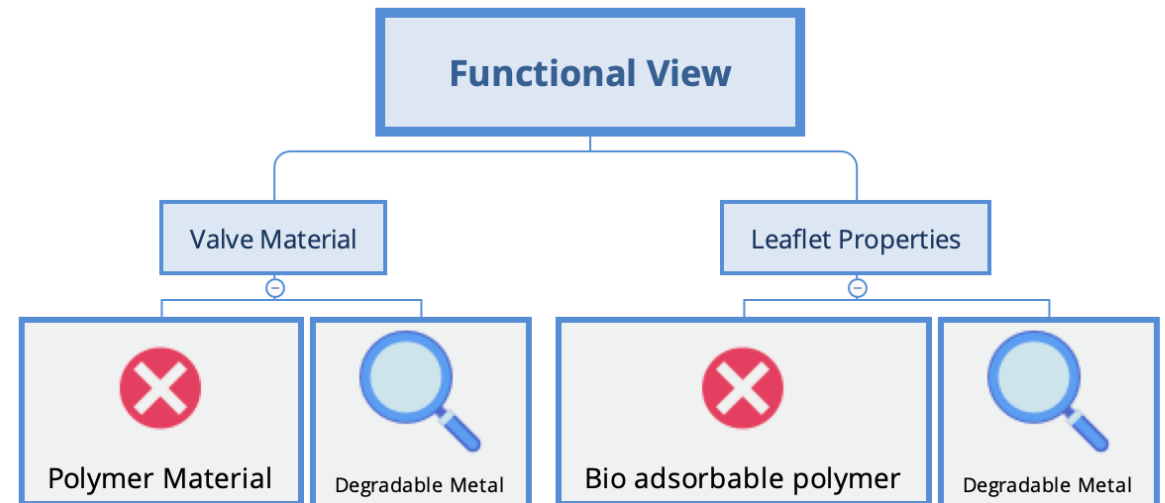 Functional View
Valve Material
Leaflet Properties
Polymer Material
Degradable Metal
Bio adsorbable polymer
Degradable Metal